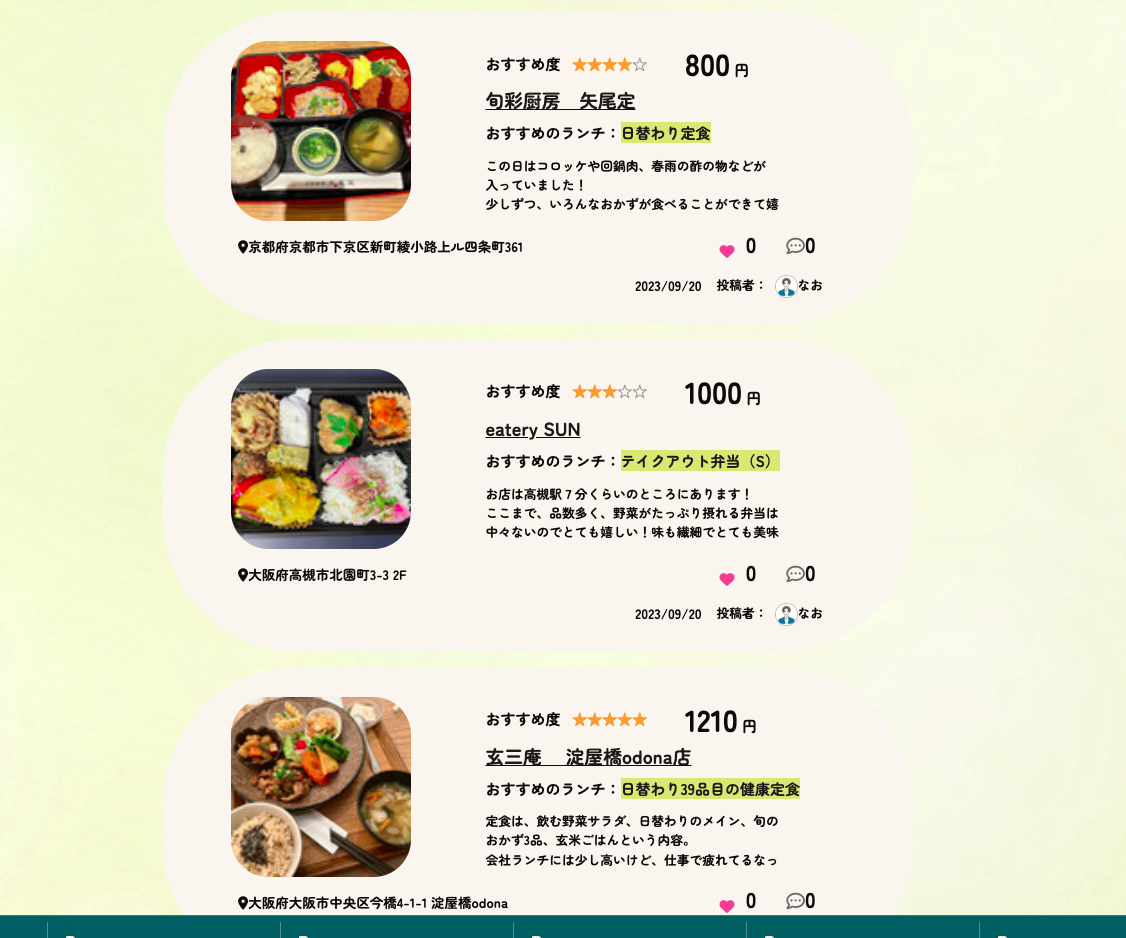 おすすめ度 ★★★★☆ 800 円
旬彩厨房　矢尾定
おすすめのランチ：日替わり定食
この日はコロッケや回鍋肉、春雨の酢の物などが
入っていました！
少しずつ、いろんなおかずが食べることができて嬉
京都府京都市下京区新町綾小路上ル四条町361
0 0
2023/09/20 投稿者： なお
おすすめ度 ★★★☆☆ 1000 円
eatery SUN
おすすめのランチ：テイクアウト弁当（S）
お店は高槻駅７分くらいのところにあります！
ここまで、品数多く、野菜がたっぷり摂れる弁当は
中々ないのでとても嬉しい！味も繊細でとても美味
大阪府高槻市北園町3-3 2F
0 0
2023/09/20 投稿者： なお
おすすめ度 ★★★★★ 1210 円
玄三庵　淀屋橋odona店
おすすめのランチ：日替わり39品目の健康定食
定食は、飲む野菜サラダ、日替わりのメイン、旬の
おかず3品、玄米ごはんという内容。
会社ランチには少し高いけど、仕事で疲れてるなっ
大阪府大阪市中央区今橋4-1-1 淀屋橋odona
0 0